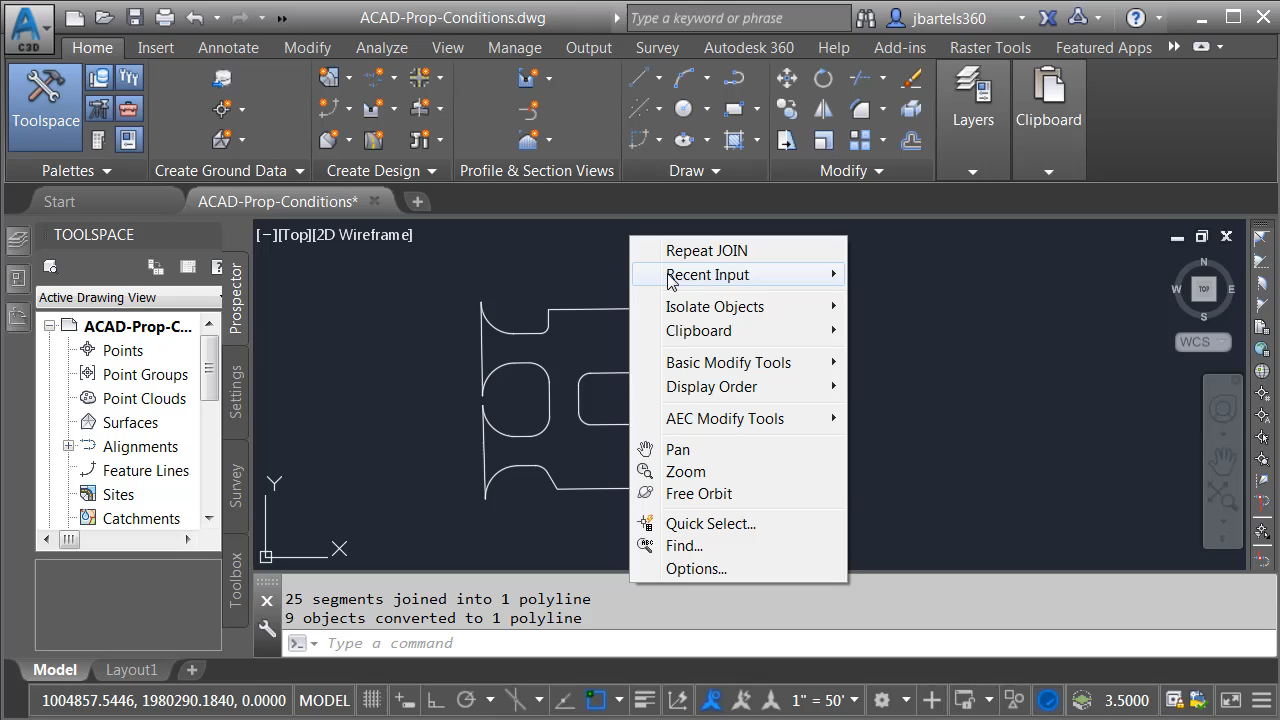 ACAD-Prop-Conditions.dwg
Type a keyword or phrase
jbartels360
C3D
Home Insert Annotate Modify Analyze View Manage Output Survey Autodesk 360 Help Add-ins Raster Tools Featured Apps
Toolspace
Layers
Clipboard
Palettes Create Ground Data Create Design Profile & Section Views Draw Modify
Start ACAD-Prop-Conditions*
[−][Top][2D Wireframe]
TOOLSPACE
Active Drawing View
ACAD-Prop-C...
Points
Point Groups
Point Clouds
Surfaces
Alignments
Feature Lines
Sites
Catchments
Prospector
Settings
Survey
Toolbox
Repeat JOIN
Recent Input
Isolate Objects
Clipboard
Basic Modify Tools
Display Order
AEC Modify Tools
Pan
Zoom
Free Orbit
Quick Select...
Find...
Options...
N
W TOP E
S
WCS
Y
X
25 segments joined into 1 polyline
9 objects converted to 1 polyline
Type a command
Model Layout1
1004857.5446, 1980290.1840, 0.0000 MODEL 1" = 50' 3.5000